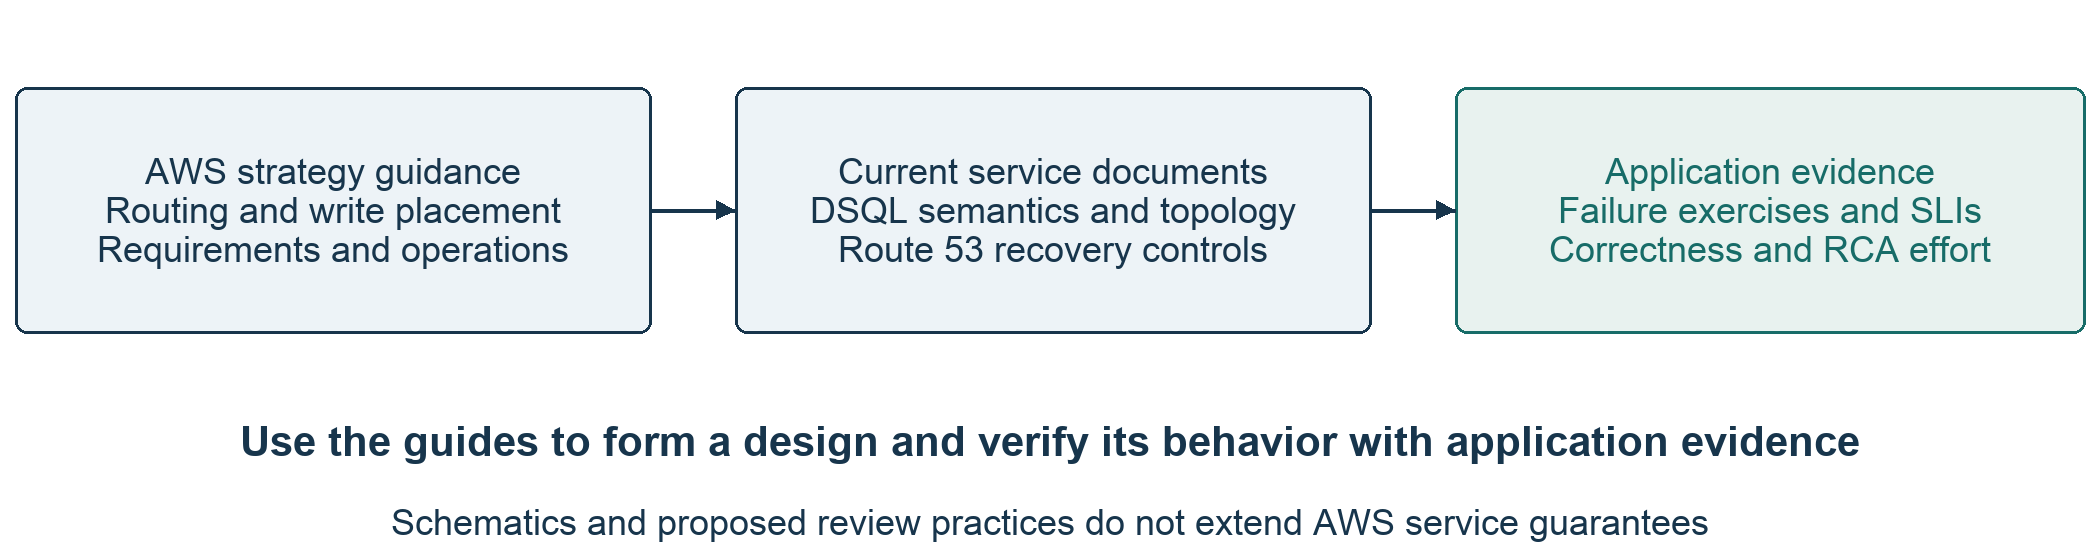 AWS strategy guidance
Routing and write placement
Requirements and operations
Current service documents
DSQL semantics and topology
Route 53 recovery controls
Application evidence
Failure exercises and SLIs
Correctness and RCA effort
Use the guides to form a design and verify its behavior with application evidence
Schematics and proposed review practices do not extend AWS service guarantees